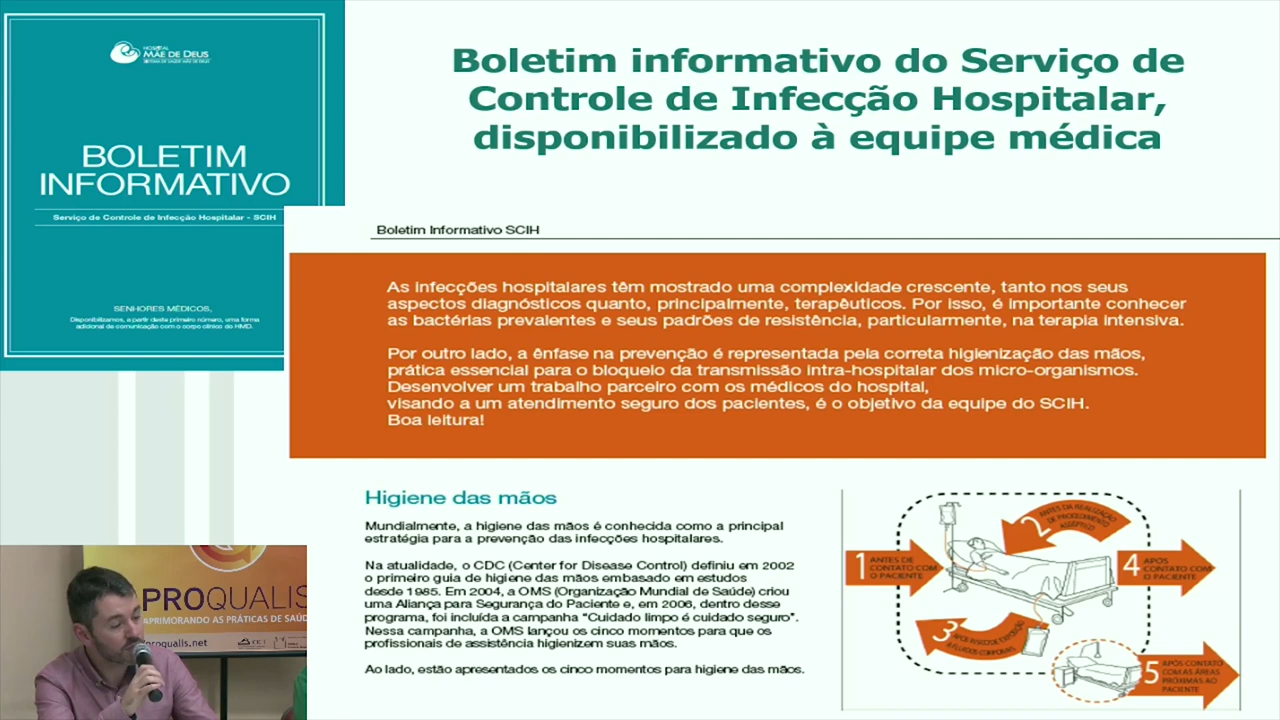 HOSPITAL
MÃE DE DEUS
SISTEMA DE SAÚDE MÃE DE DEUS
BOLETIM
INFORMATIVO
Serviço de Controle de Infecção Hospitalar - SCIH
SENHORES MÉDICOS,
Disponibilizamos, a partir deste primeiro número, uma forma
adicional de comunicação com o corpo clínico do HMD.
Boletim informativo do Serviço de
Controle de Infecção Hospitalar,
disponibilizado à equipe médica
Boletim Informativo SCIH
As infecções hospitalares têm mostrado uma complexidade crescente, tanto nos seus
aspectos diagnósticos quanto, principalmente, terapêuticos. Por isso, é importante conhecer
as bactérias prevalentes e seus padrões de resistência, particularmente, na terapia intensiva.
Por outro lado, a ênfase na prevenção é representada pela correta higienização das mãos,
prática essencial para o bloqueio da transmissão intra-hospitalar dos micro-organismos.
Desenvolver um trabalho parceiro com os médicos do hospital,
visando a um atendimento seguro dos pacientes, é o objetivo da equipe do SCIH.
Boa leitura!
Higiene das mãos
Mundialmente, a higiene das mãos é conhecida como a principal
estratégia para a prevenção das infecções hospitalares.
Na atualidade, o CDC (Center for Disease Control) definiu em 2002
o primeiro guia de higiene das mãos embasado em estudos
desde 1985. Em 2004, a OMS (Organização Mundial de Saúde) criou
uma Aliança para Segurança do Paciente e, em 2006, dentro desse
programa, foi incluída a campanha “Cuidado limpo é cuidado seguro”.
Nessa campanha, a OMS lançou os cinco momentos para que os
profissionais de assistência higienizem suas mãos.
Ao lado, estão apresentados os cinco momentos para higiene das mãos.
1 ANTES DE
CONTATO COM
O PACIENTE
2 ANTES DA REALIZAÇÃO
DE PROCEDIMENTO
ASSÉPTICO
3 APÓS RISCO DE EXPOSIÇÃO
A FLUIDOS CORPORAIS
4 APÓS
CONTATO COM
O PACIENTE
5 APÓS CONTATO
COM AS ÁREAS
PRÓXIMAS AO
PACIENTE
PROQUALIS
APRIMORANDO AS PRÁTICAS DE SAÚD
proqualis.net